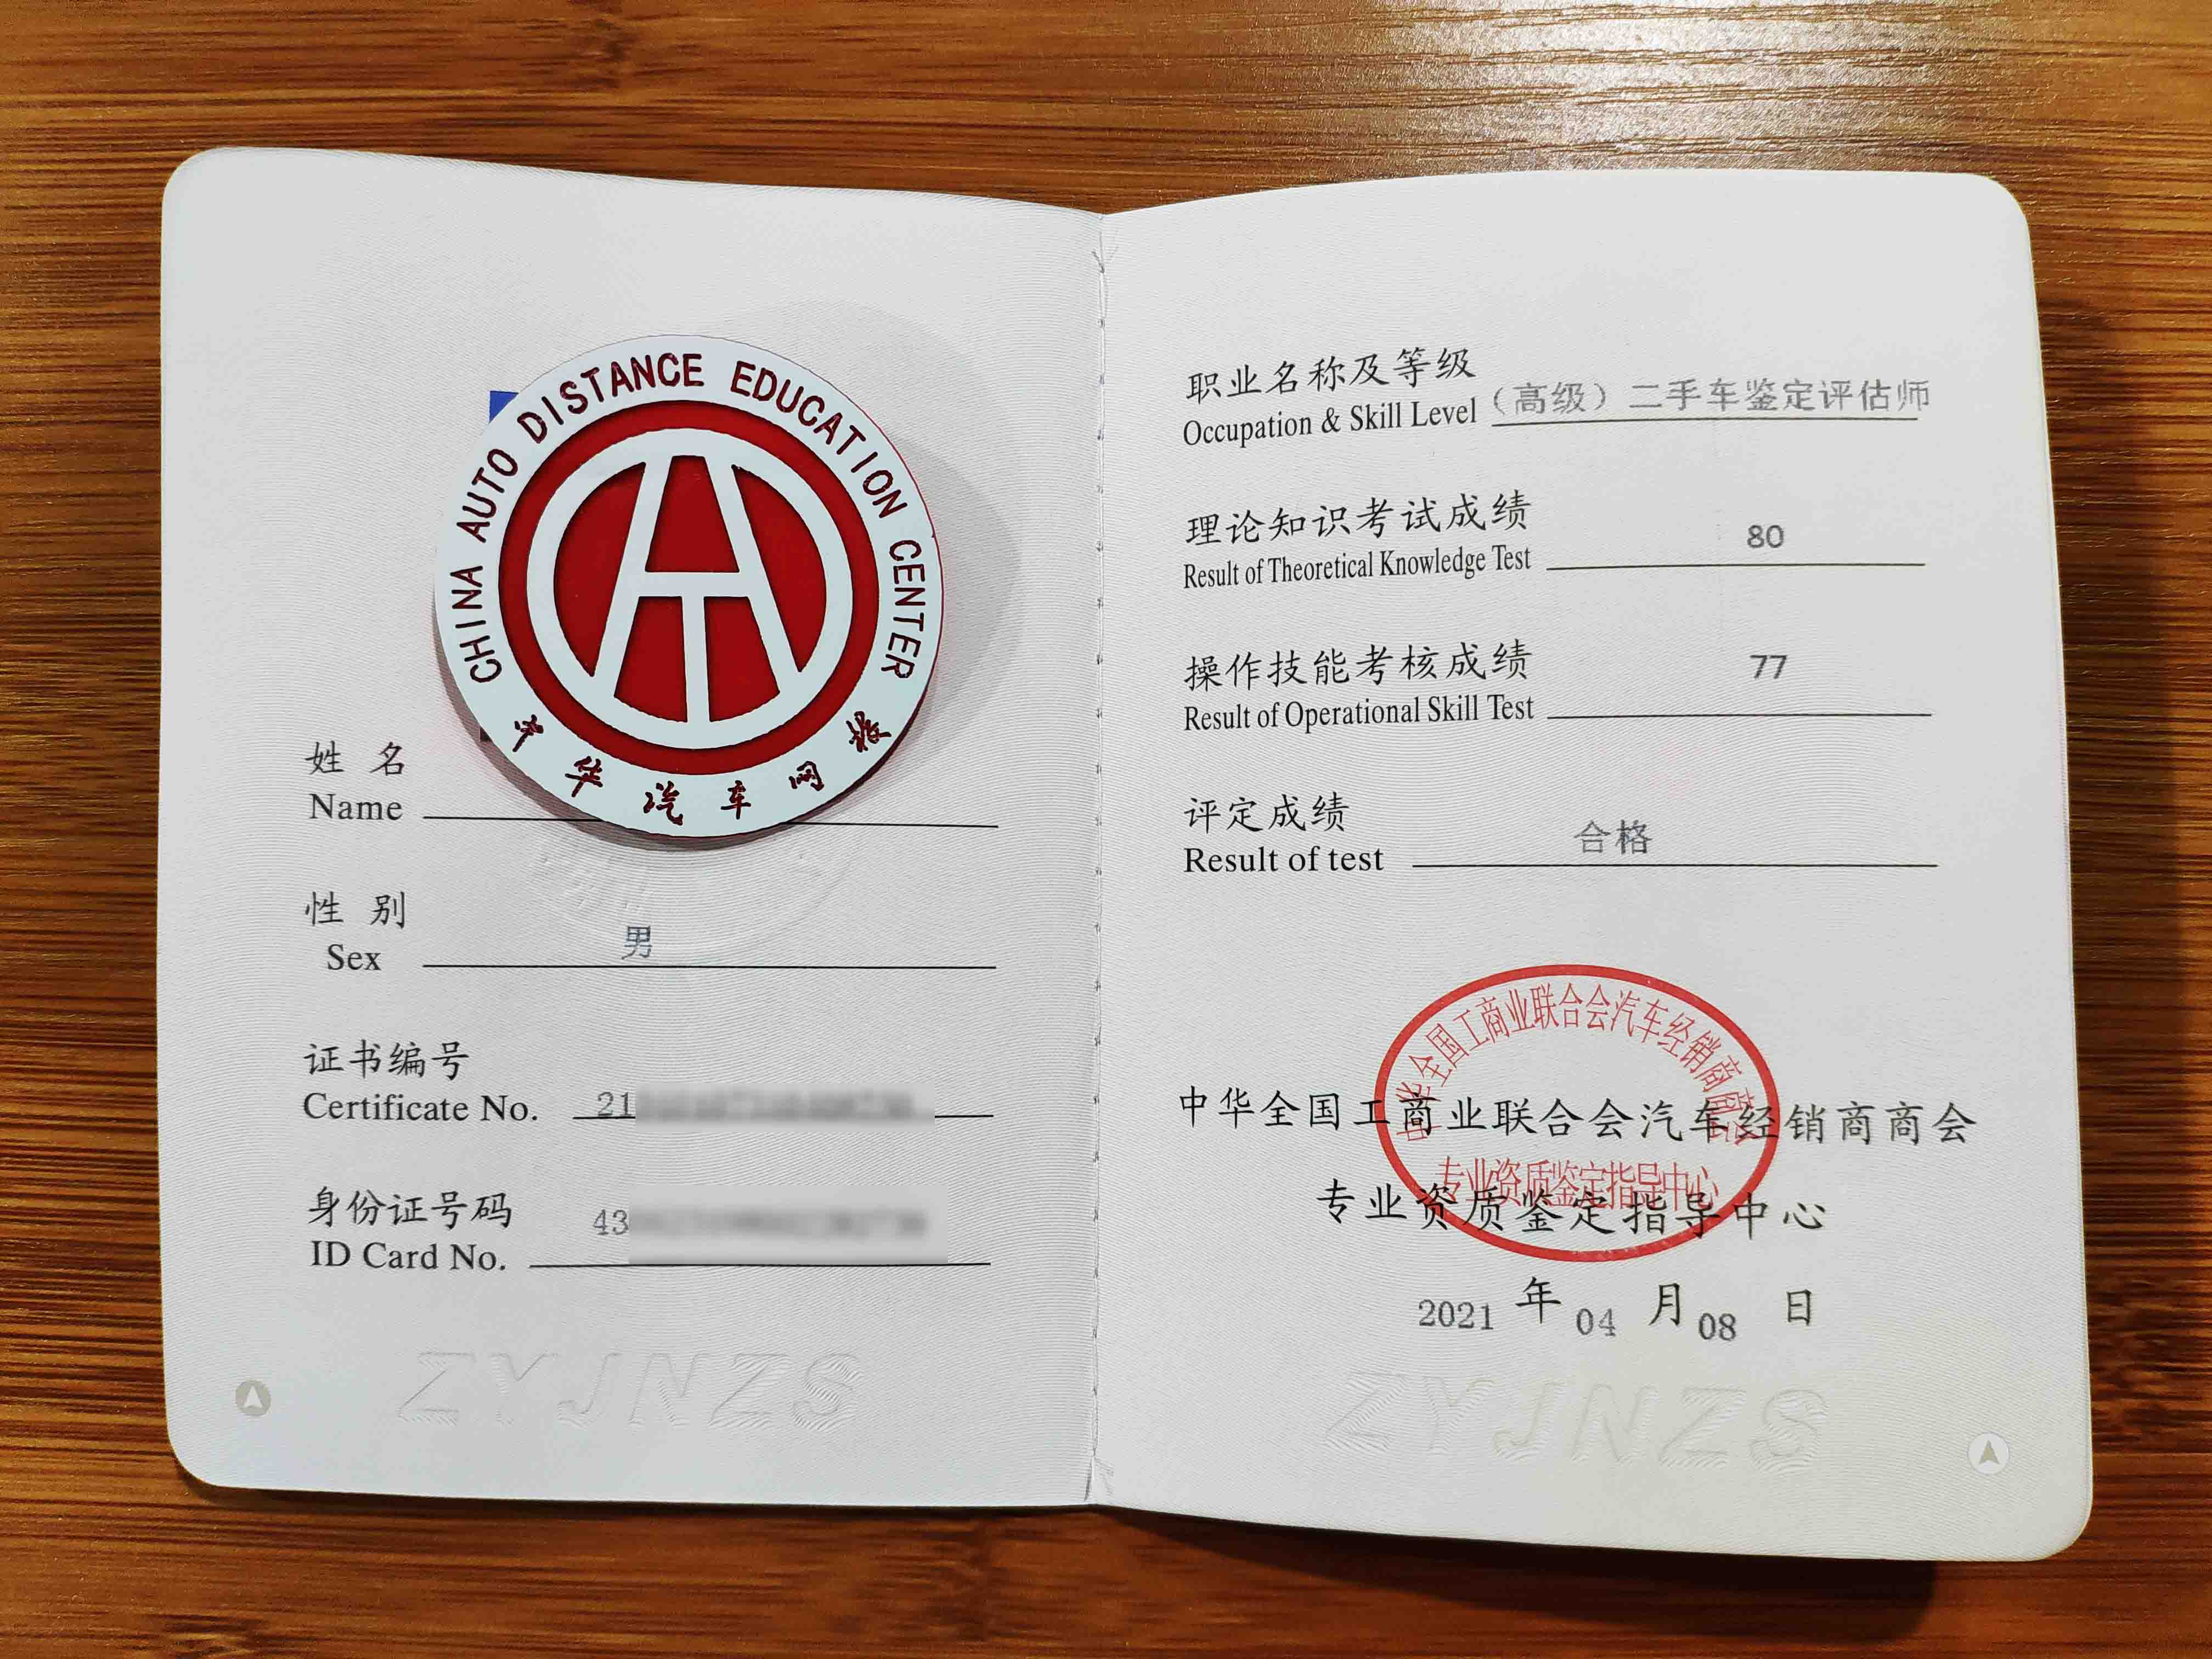 CHINA AUTO DISTANCE EDUCATION CENTER
中华汽车网校
姓 名
Name
性 别
Sex
男
证书编号
Certificate No.
21
身份证号码
ID Card No.
43
ZYJNZS
职业名称及等级
Occupation & Skill Level
（高级）二手车鉴定评估师
理论知识考试成绩
Result of Theoretical Knowledge Test
80
操作技能考核成绩
Result of Operational Skill Test
77
评定成绩
Result of test
合格
中华全国工商业联合会汽车经销商商会
专业资质鉴定指导中心
中华全国工商业联合会汽车经销商商会
专业资质鉴定指导中心
2021 年 04 月 08 日
ZYJNZS